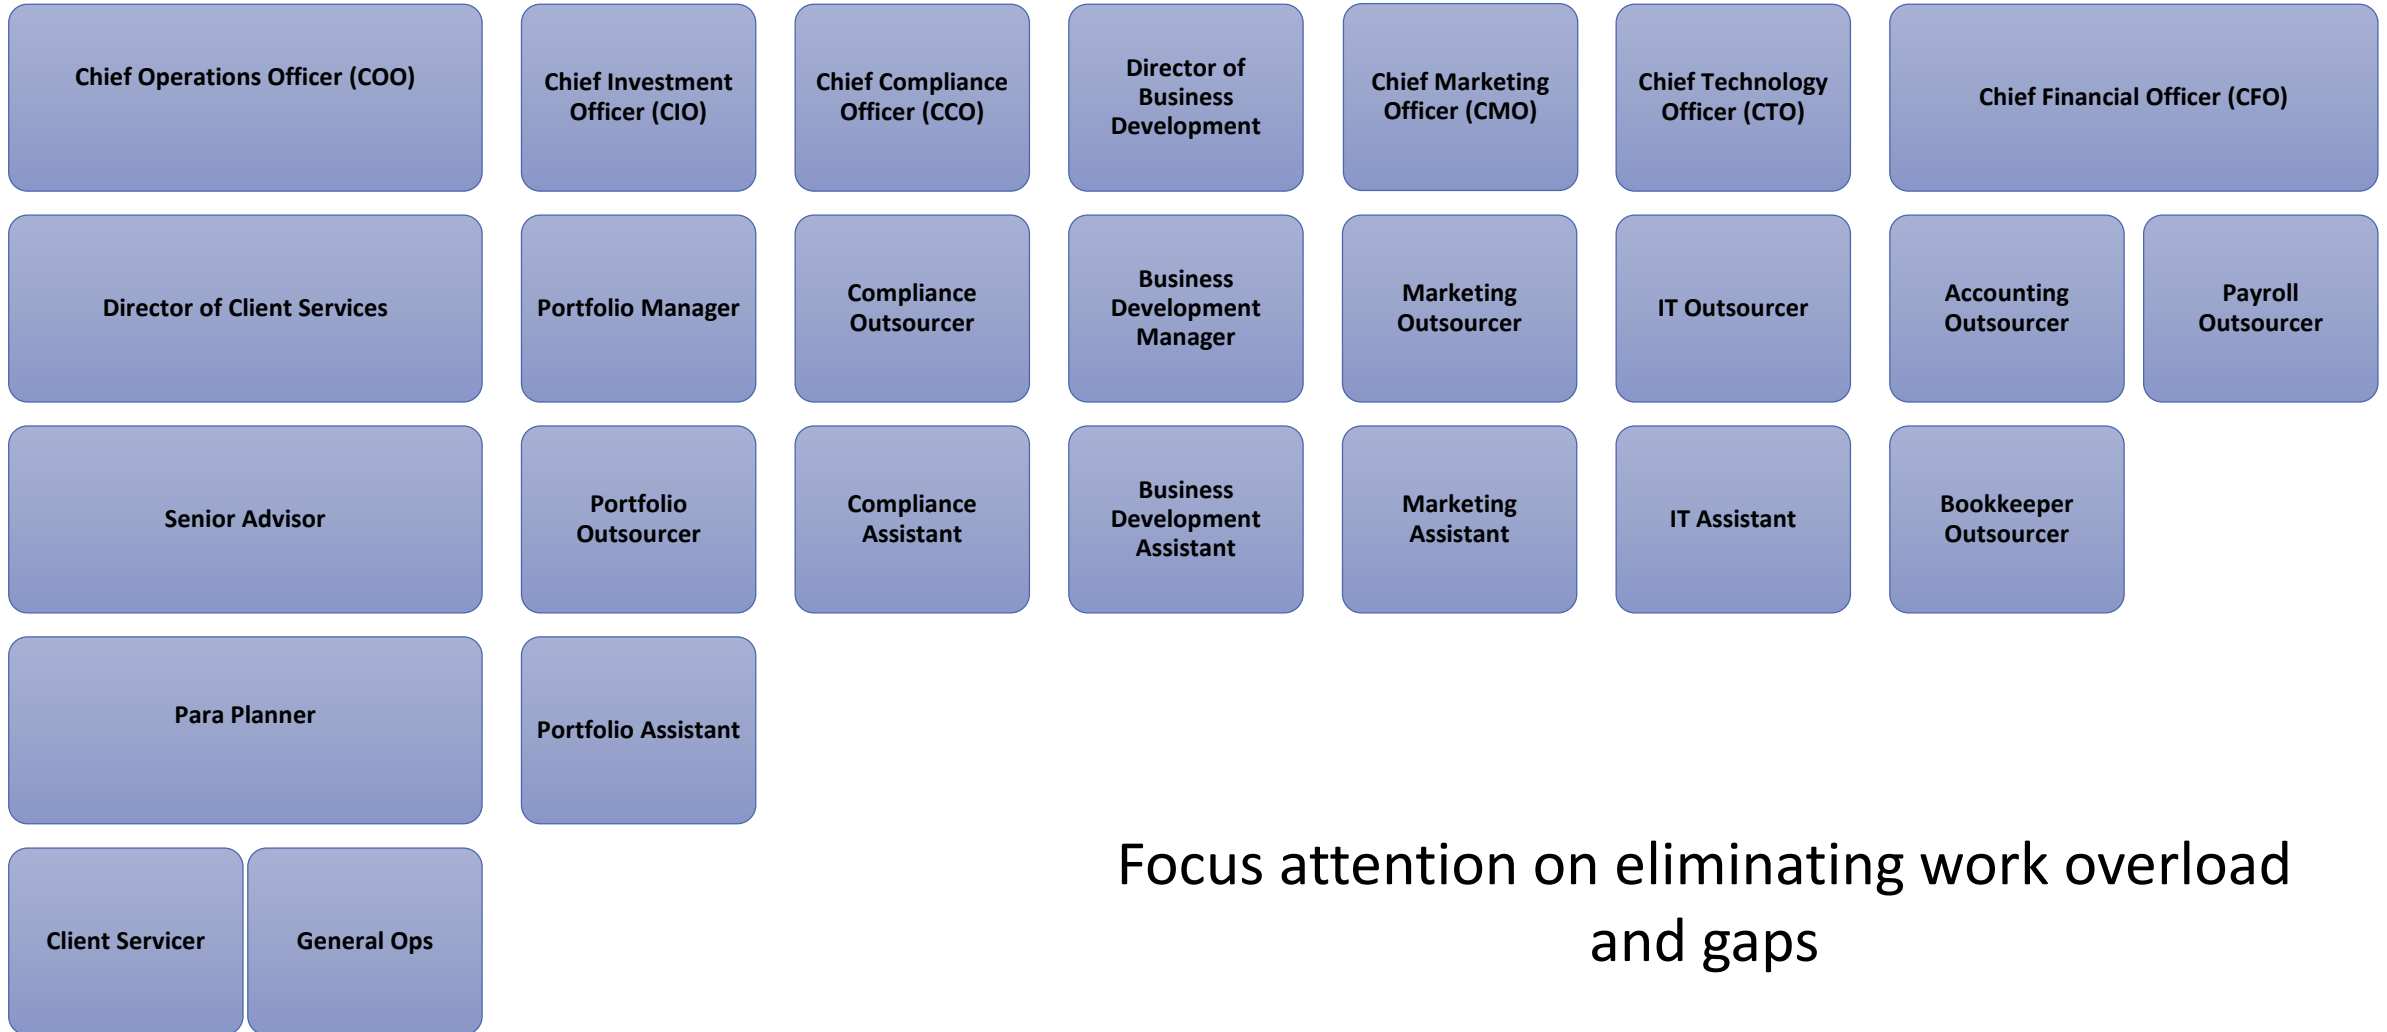 Chief Operations Officer (COO)
Chief Investment
Officer (CIO)
Chief Compliance
Officer (CCO)
Director of
Business
Development
Chief Marketing
Officer (CMO)
Chief Technology
Officer (CTO)
Chief Financial Officer (CFO)
Director of Client Services
Portfolio Manager
Compliance
Outsourcer
Business
Development
Manager
Marketing
Outsourcer
IT Outsourcer
Accounting
Outsourcer
Payroll
Outsourcer
Senior Advisor
Portfolio
Outsourcer
Compliance
Assistant
Business
Development
Assistant
Marketing
Assistant
IT Assistant
Bookkeeper
Outsourcer
Para Planner
Portfolio Assistant
Client Servicer
General Ops
Focus attention on eliminating work overload
and gaps